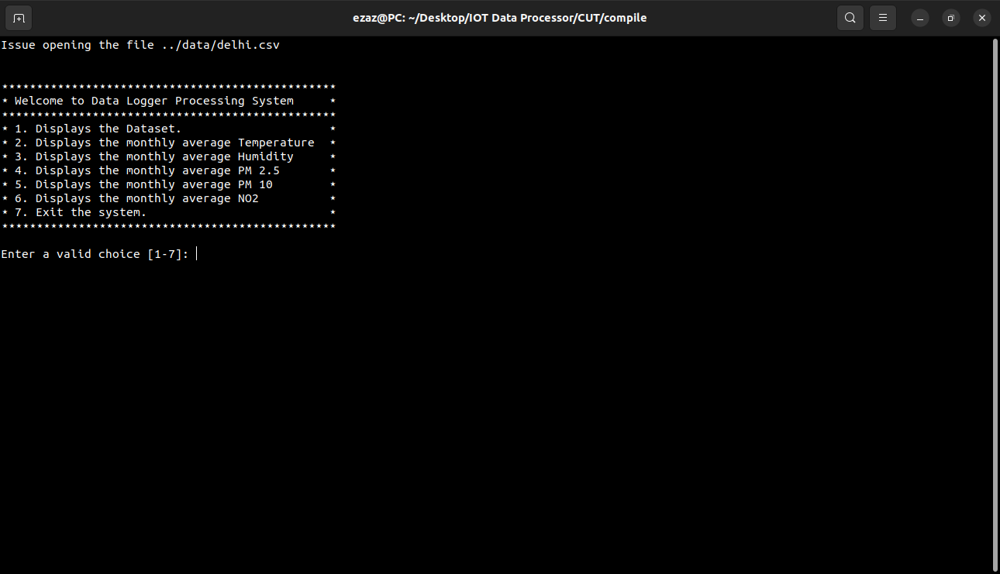 ezaz@PC: ~/Desktop/IOT Data Processor/CUT/compile
Issue opening the file ../data/delhi.csv
************************************************
* Welcome to Data Logger Processing System     *
************************************************
* 1. Displays the Dataset.                     *
* 2. Displays the monthly average Temperature  *
* 3. Displays the monthly average Humidity     *
* 4. Displays the monthly average PM 2.5       *
* 5. Displays the monthly average PM 10        *
* 6. Displays the monthly average NO2          *
* 7. Exit the system.                          *
************************************************
Enter a valid choice [1-7]: